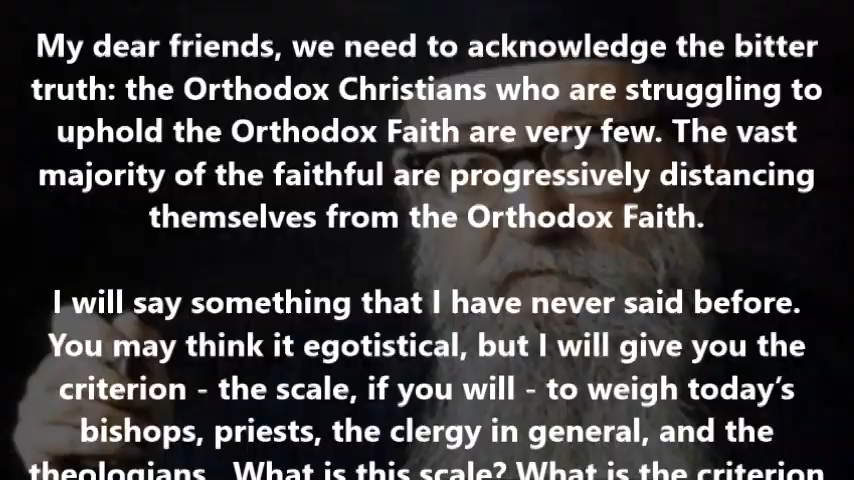 My dear friends, we need to acknowledge the bitter
truth: the Orthodox Christians who are struggling to
uphold the Orthodox Faith are very few. The vast
majority of the faithful are progressively distancing
themselves from the Orthodox Faith.
I will say something that I have never said before.
You may think it egotistical, but I will give you the
criterion - the scale, if you will - to weigh today’s
bishops, priests, the clergy in general, and the
theologians. What is this scale? What is the criterion